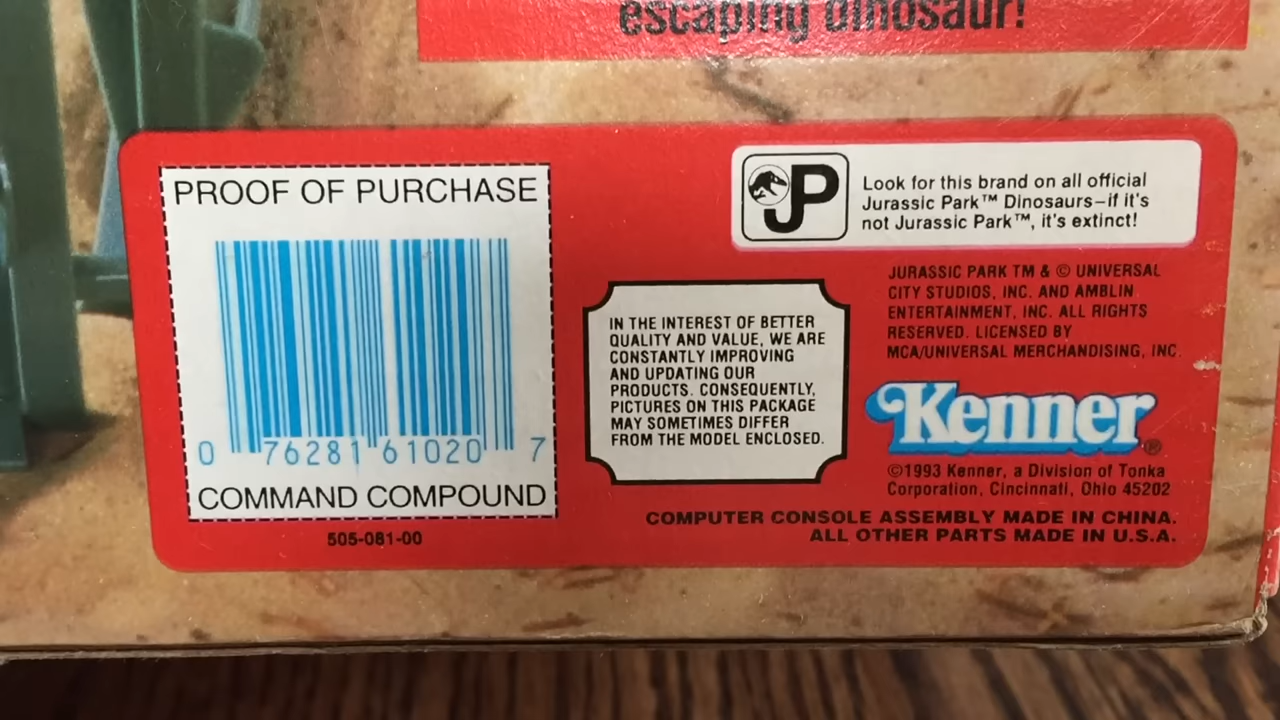 escaping dinosaur!
PROOF OF PURCHASE
0 76281 61020 7
COMMAND COMPOUND
505-081-00
JP
Look for this brand on all official
Jurassic Park™ Dinosaurs–if it's
not Jurassic Park™, it's extinct!
IN THE INTEREST OF BETTER
QUALITY AND VALUE, WE ARE
CONSTANTLY IMPROVING
AND UPDATING OUR
PRODUCTS. CONSEQUENTLY,
PICTURES ON THIS PACKAGE
MAY SOMETIMES DIFFER
FROM THE MODEL ENCLOSED.
JURASSIC PARK TM & © UNIVERSAL
CITY STUDIOS, INC. AND AMBLIN
ENTERTAINMENT, INC. ALL RIGHTS
RESERVED. LICENSED BY
MCA/UNIVERSAL MERCHANDISING, INC.
Kenner®
©1993 Kenner, a Division of Tonka
Corporation, Cincinnati, Ohio 45202
COMPUTER CONSOLE ASSEMBLY MADE IN CHINA.
ALL OTHER PARTS MADE IN U.S.A.